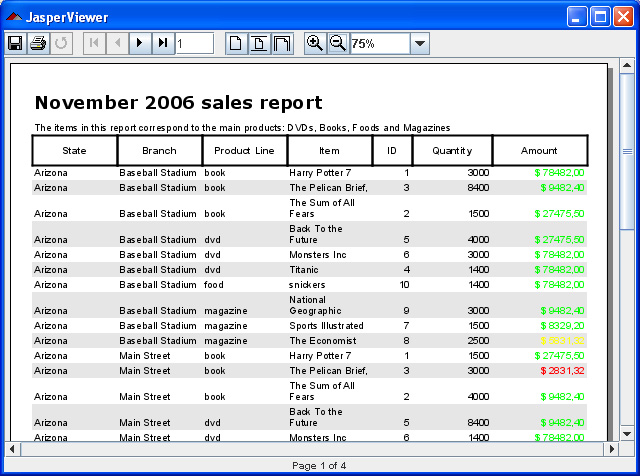 JasperViewer
1
75%
November 2006 sales report
The items in this report correspond to the main products: DVDs, Books, Foods and Magazines
State Branch Product Line Item ID Quantity Amount
Arizona Baseball Stadium book Harry Potter 7 1 3000 $ 78482,00
Arizona Baseball Stadium book The Pelican Brief, 3 8400 $ 9482,40
The Sum of All
Arizona Baseball Stadium book Fears 2 1500 $ 27475,50
Back To the
Arizona Baseball Stadium dvd Future 5 4000 $ 27475,50
Arizona Baseball Stadium dvd Monsters Inc 6 3000 $ 78482,00
Arizona Baseball Stadium dvd Titanic 4 1400 $ 78482,00
Arizona Baseball Stadium food snickers 10 1400 $ 78482,00
National
Arizona Baseball Stadium magazine Geographic 9 3000 $ 9482,40
Arizona Baseball Stadium magazine Sports Illustrated 7 1500 $ 8329,20
Arizona Baseball Stadium magazine The Economist 8 2500
Arizona Main Street book Harry Potter 7 1 1500 $ 27475,50
Arizona Main Street book The Pelican Brief, 3 3000 $ 2831,32
The Sum of All
Arizona Main Street book Fears 2 4000 $ 9482,40
Back To the
Arizona Main Street dvd Future 5 8400 $ 9482,40
Arizona Main Street dvd Monsters Inc 6 1400 $ 78482,00
Page 1 of 4